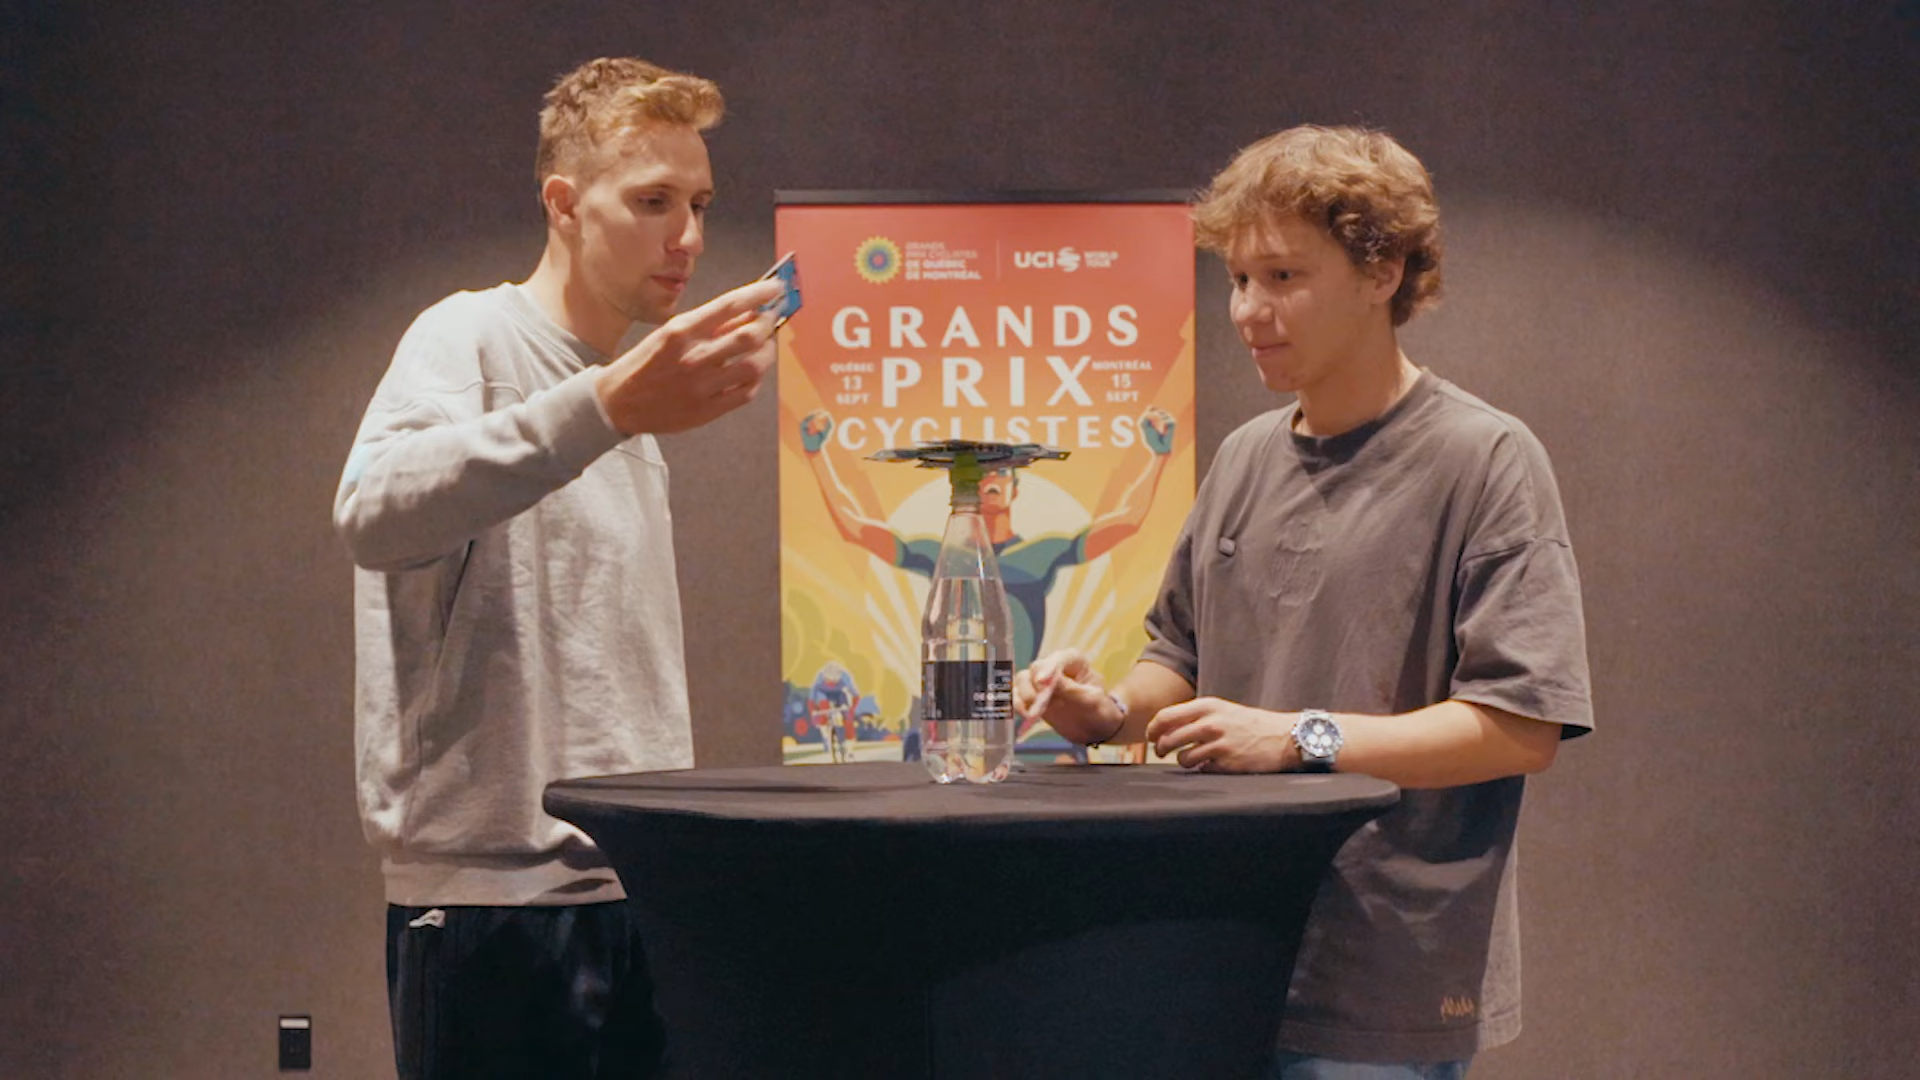 GRANDS
PRIX CYCLISTES
DE QUÉBEC
DE MONTRÉAL
UCI WORLD
TOUR
GRANDS
PRIX
QUÉBEC
13
SEPT
MONTRÉAL
15
SEPT
CYCLISTES